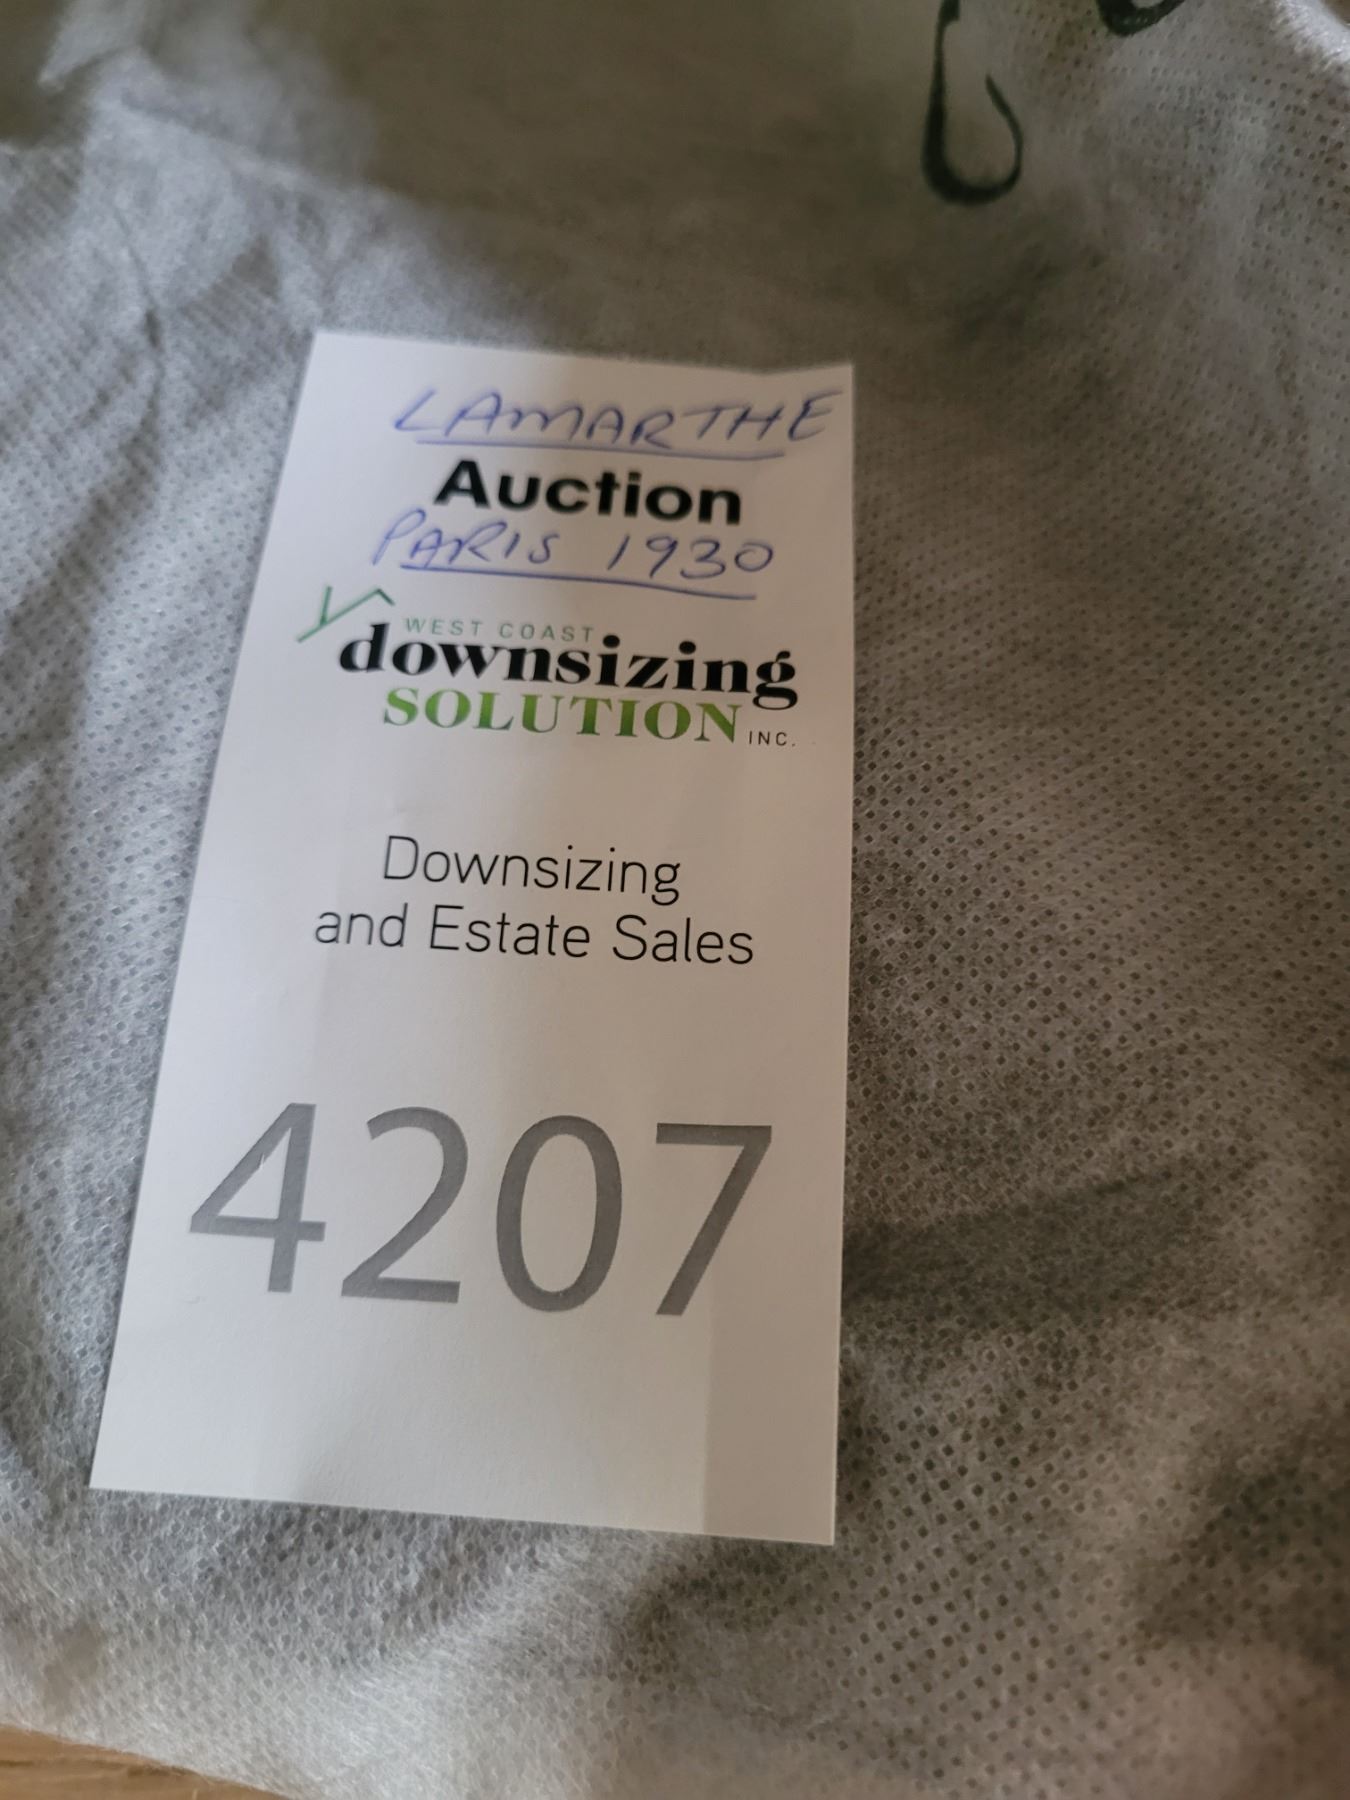 LAMARTHE
Auction
PARIS 1930
WEST COAST
downsizing
SOLUTION INC.
Downsizing
and Estate Sales
4207